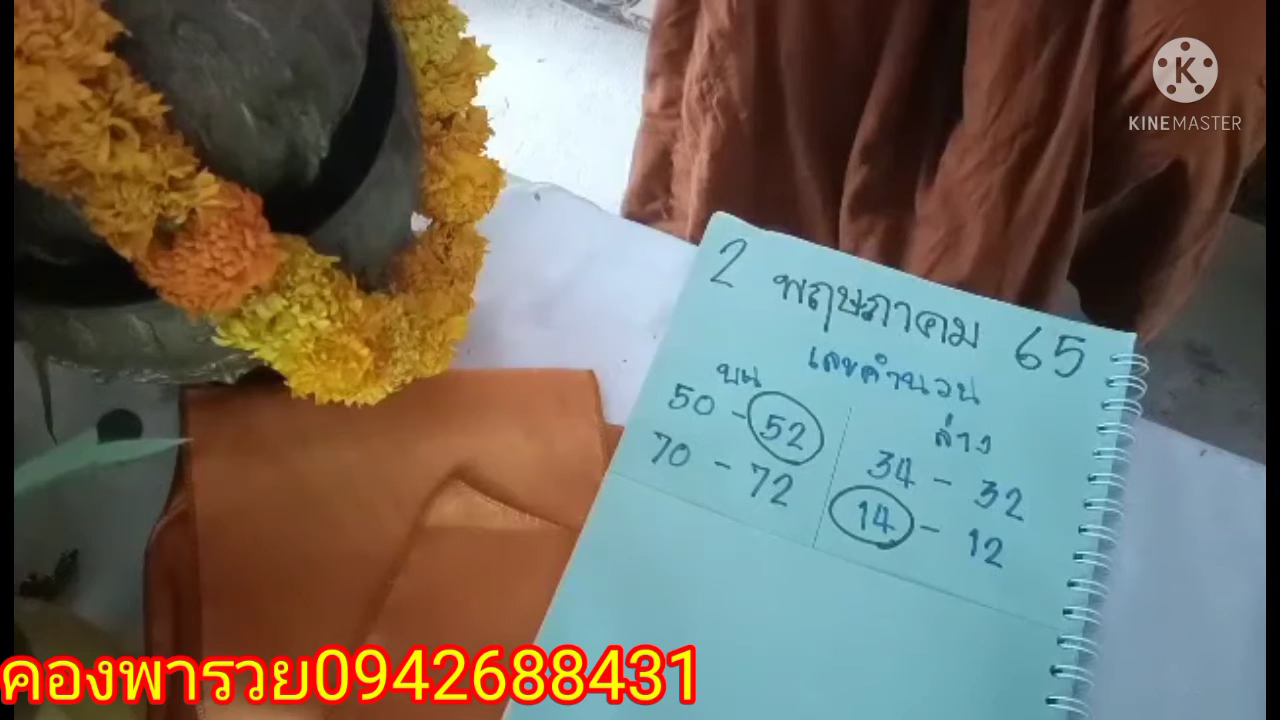 K
KINEMASTER
2 พฤษภาคม 65
เลขคำนวน
บน
ล่าง
50 - 52
70 - 72
34 - 32
14 - 12
คองพารวย0942688431